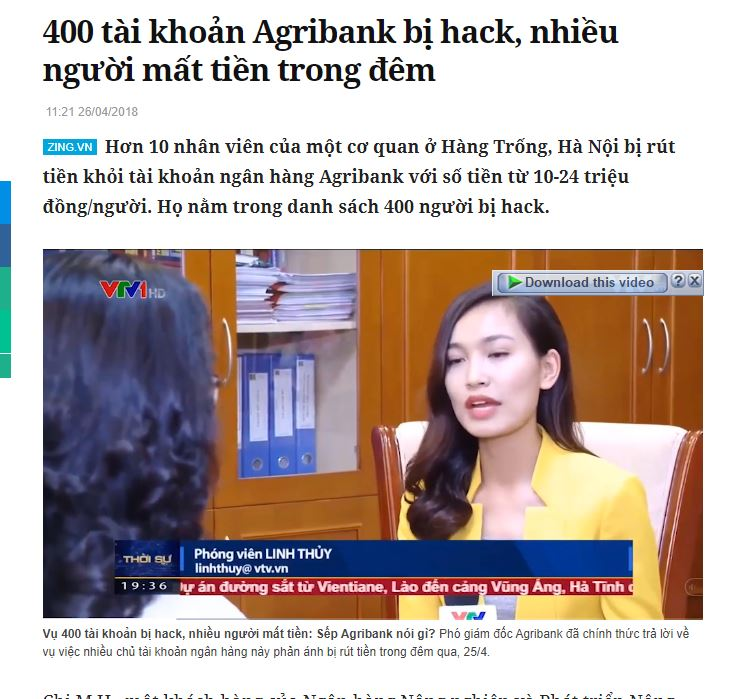 400 tài khoản Agribank bị hack, nhiều
người mất tiền trong đêm
11:21 26/04/2018
ZING.VN Hơn 10 nhân viên của một cơ quan ở Hàng Trống, Hà Nội bị rút
tiền khỏi tài khoản ngân hàng Agribank với số tiền từ 10-24 triệu
đồng/người. Họ nằm trong danh sách 400 người bị hack.
VTV1 HD
Download this video ? X
THỜI SỰ
Phóng viên LINH THỦY
linhthuy@vtv.vn
19:36
ự án đường sắt từ Vientiane, Lào đến cảng Vũng Áng, Hà Tĩnh
Vụ 400 tài khoản bị hack, nhiều người mất tiền: Sếp Agribank nói gì? Phó giám đốc Agribank đã chính thức trả lời về
vụ việc nhiều chủ tài khoản ngân hàng này phản ánh bị rút tiền trong đêm qua, 25/4.